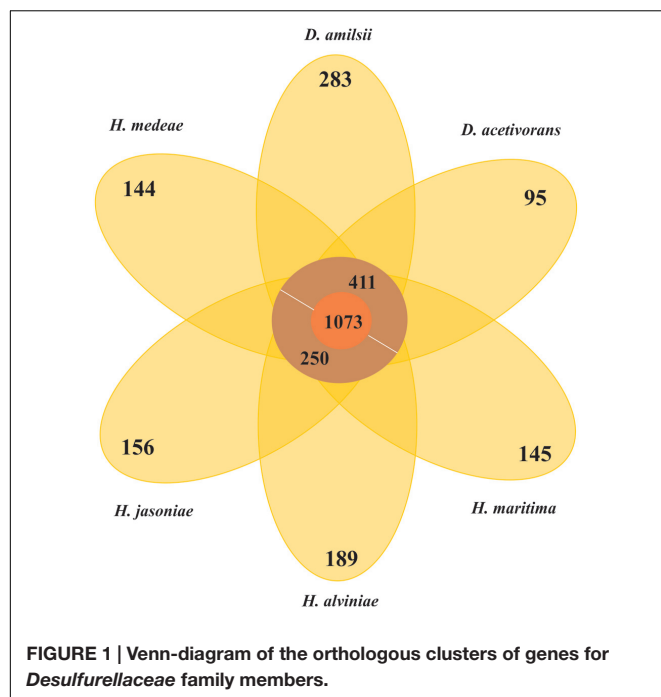 D. amilsii
283
H. medeae
144
D. acetivorans
95
411
1073
250
156
H. jasoniae
145
H. maritima
189
H. alviniae
FIGURE 1 | Venn-diagram of the orthologous clusters of genes for
Desulfurellaceae family members.